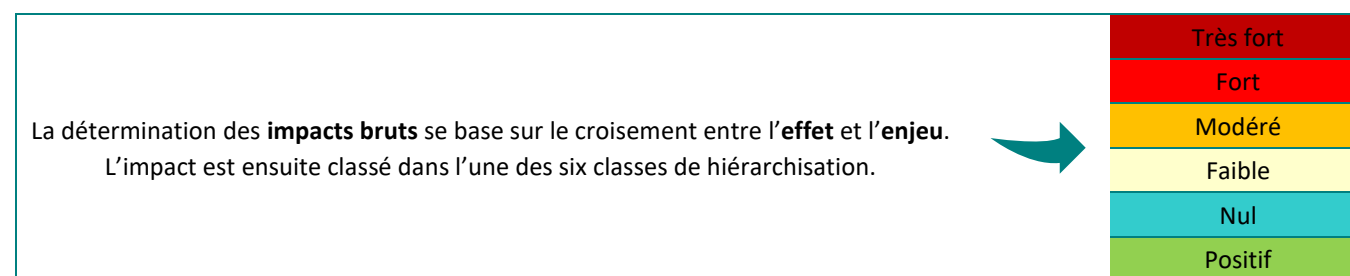 La détermination des impacts bruts se base sur le croisement entre l’effet et l’enjeu.
L’impact est ensuite classé dans l’une des six classes de hiérarchisation.
Très fort
Fort
Modéré
Faible
Nul
Positif